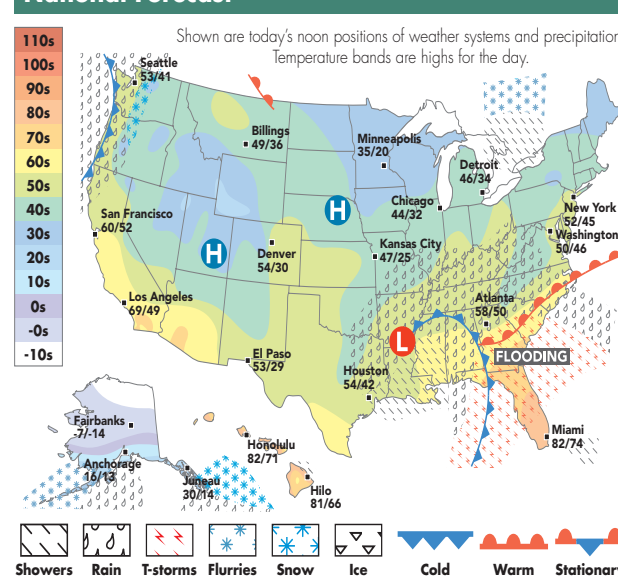 National Forecast
Shown are today's noon positions of weather systems and precipitation
Temperature bands are highs for the day.
110s
100s
90s
80s
70s
60s
50s
40s
30s
20s
10s
0s
-0s
-10s
Seattle
53/41
Billings
49/36
Minneapolis
35/20
Detroit
46/34
New York
52/45
Washington
50/46
Chicago
44/32
San Francisco
60/52
H
H
Denver
54/30
Kansas City
47/25
Los Angeles
69/49
Atlanta
58/50
L
FLOODING
El Paso
53/29
Houston
54/42
Fairbanks
-7/-14
Anchorage
16/13
Juneau
30/14
Honolulu
82/71
Hilo
81/66
Miami
82/74
Showers
Rain
T-storms
Flurries
Snow
Ice
Cold
Warm
Stationary